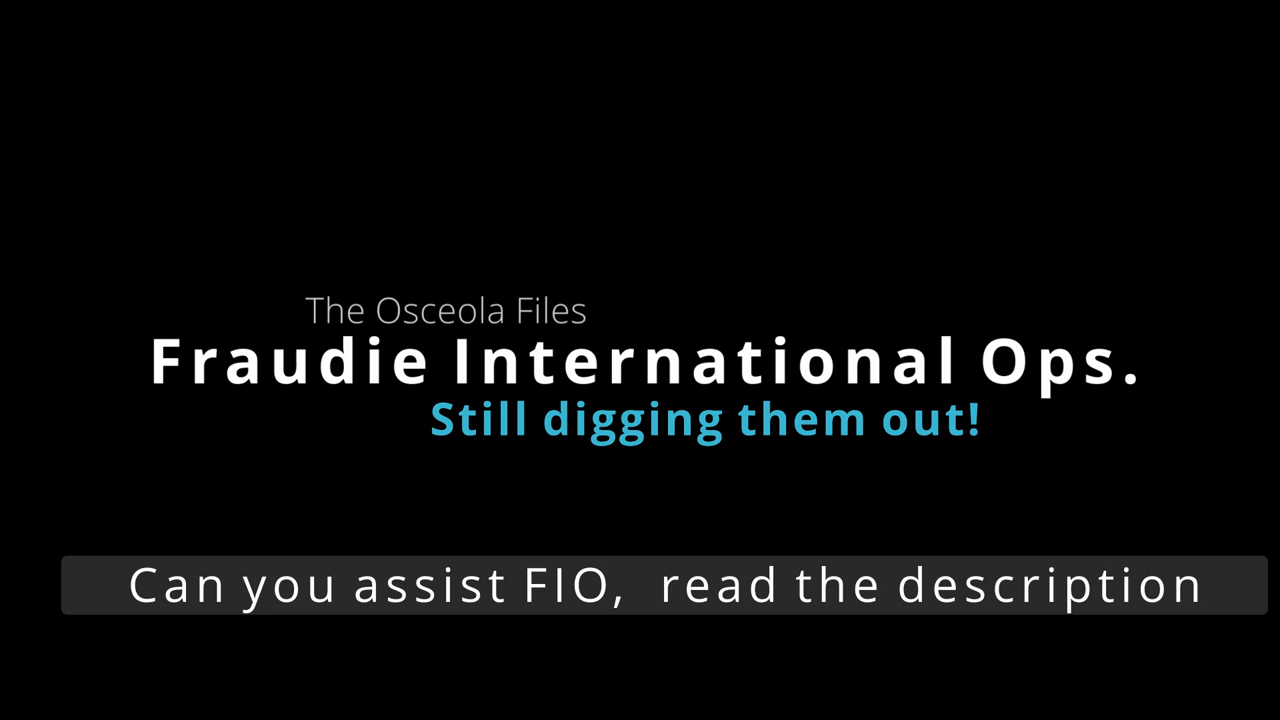 The Osceola Files
Fraudie International Ops.
Still digging them out!
Can you assist FIO, read the description